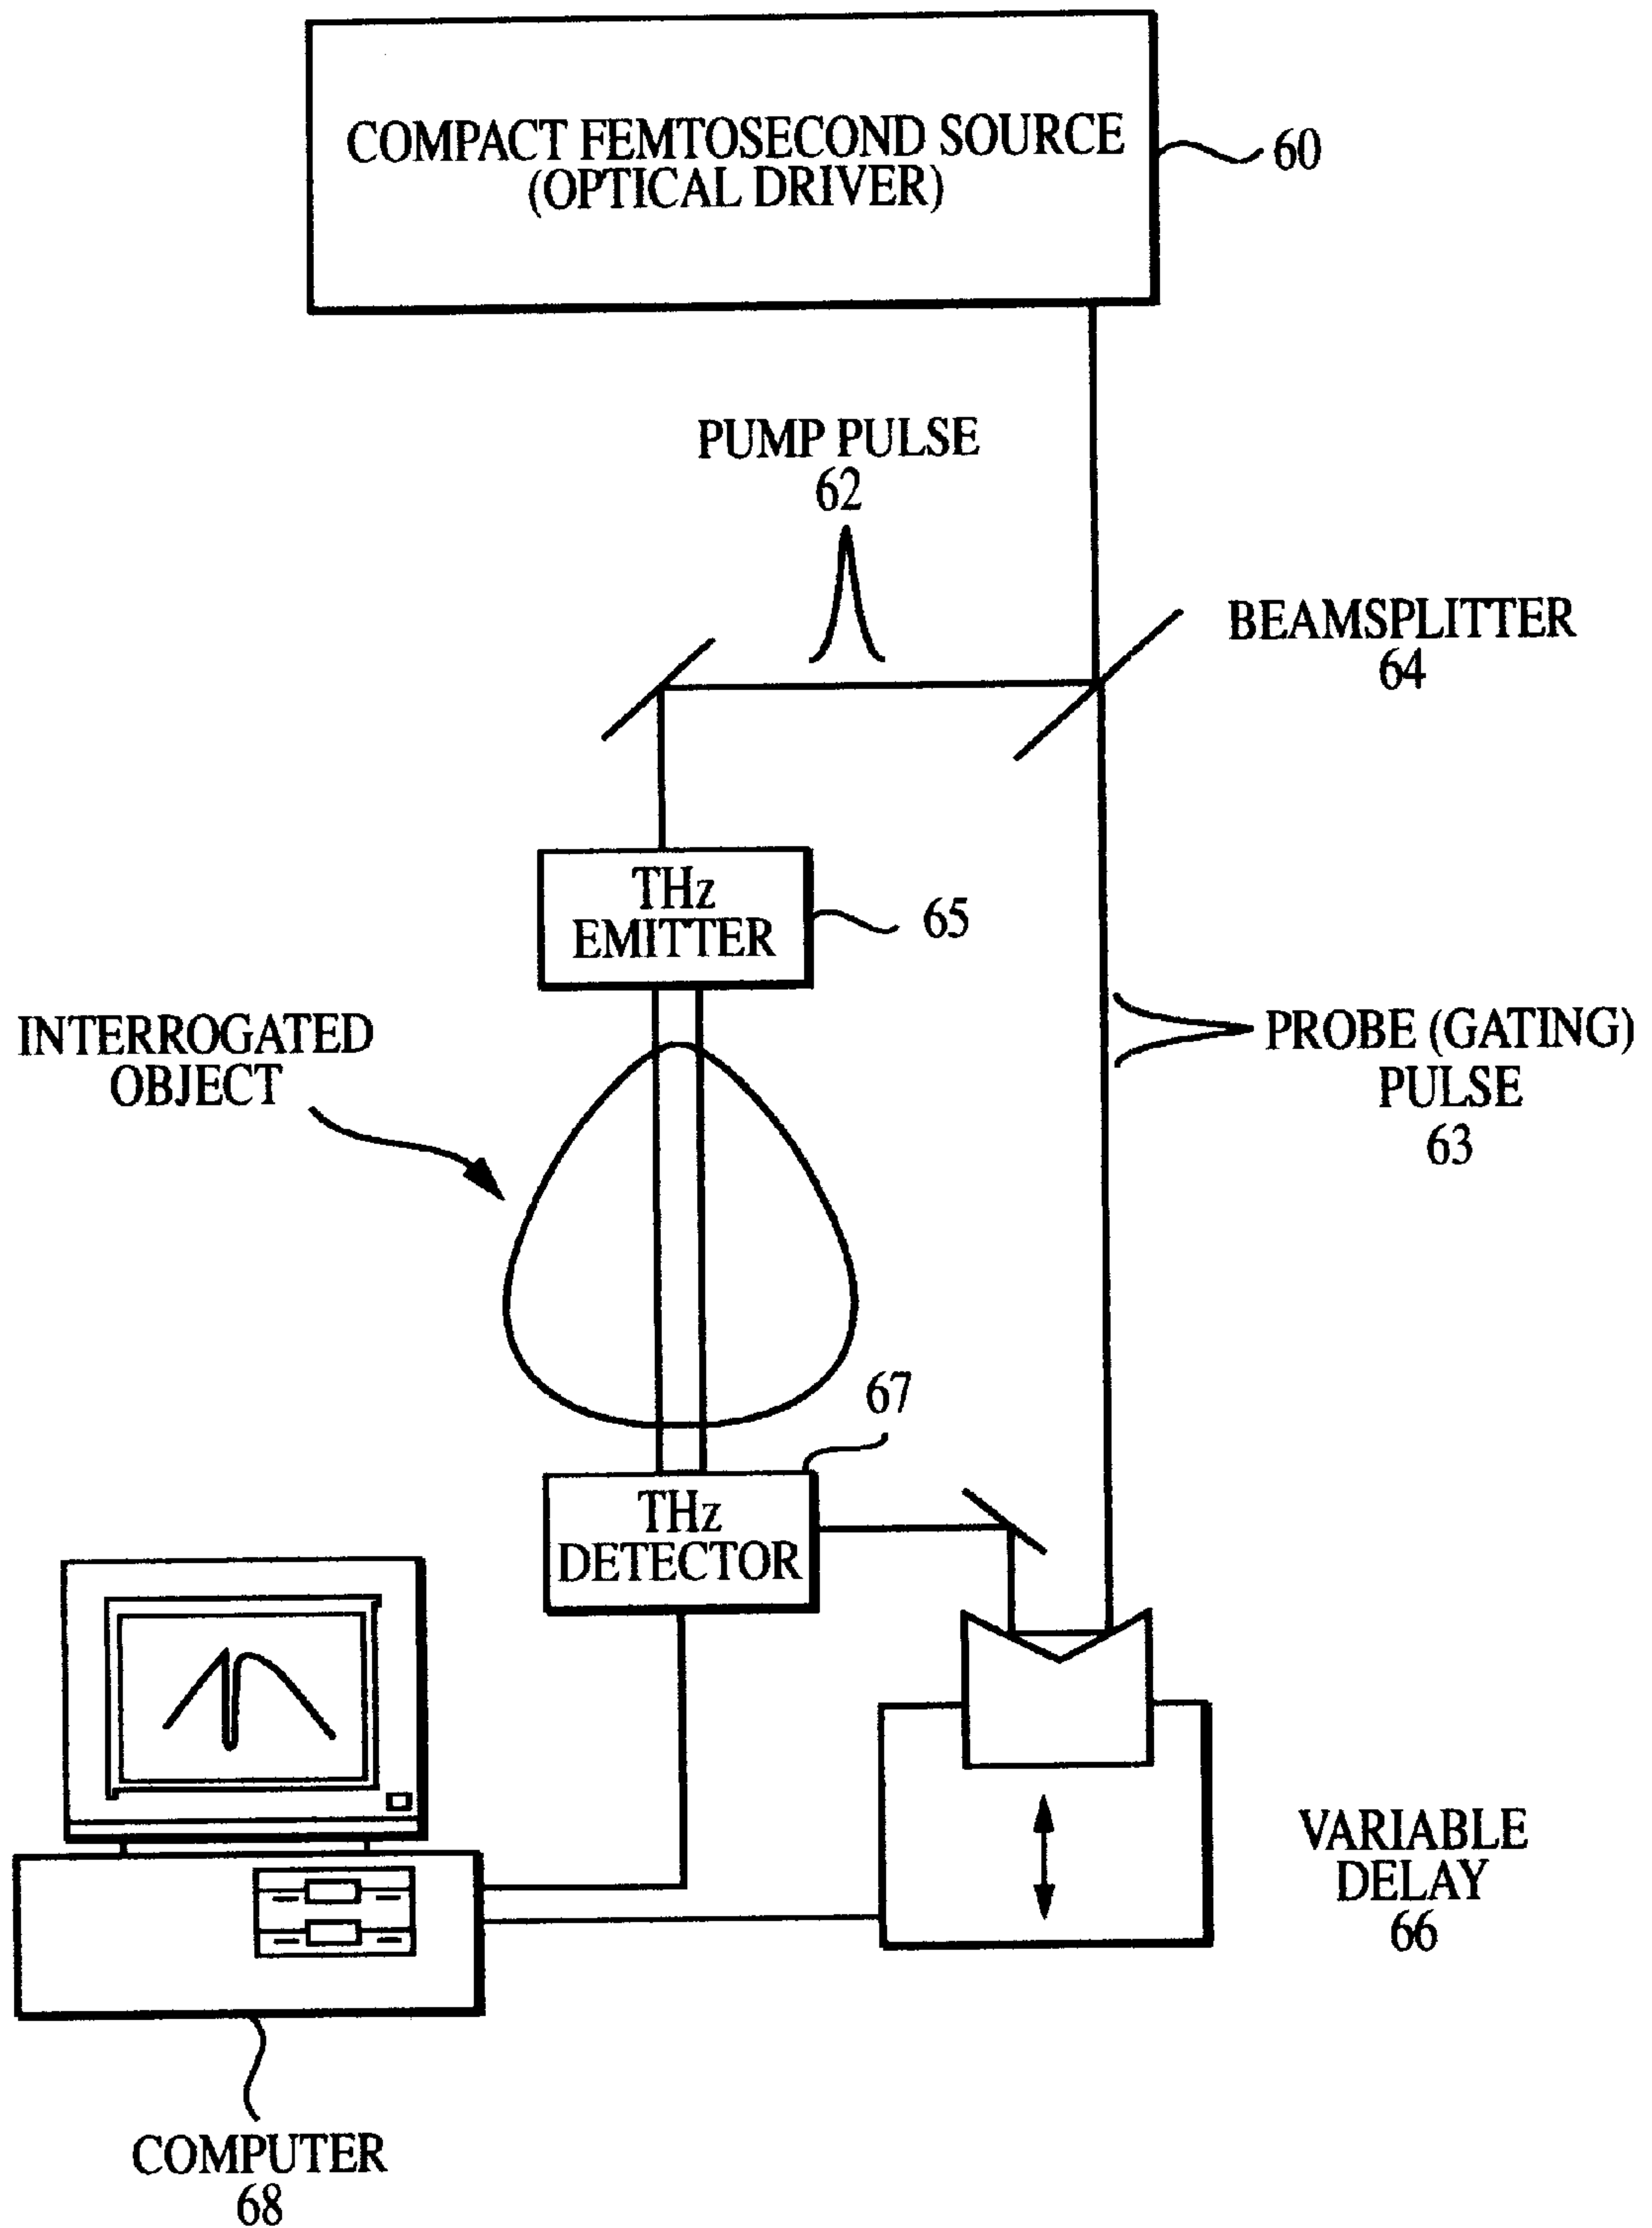 COMPACT FEMTOSECOND SOURCE
(OPTICAL DRIVER)
60
PUMP PULSE
62
BEAMSPLITTER
64
THz
EMITTER
65
INTERROGATED
OBJECT
PROBE (GATING)
PULSE
63
67
THz
DETECTOR
VARIABLE
DELAY
66
COMPUTER
68